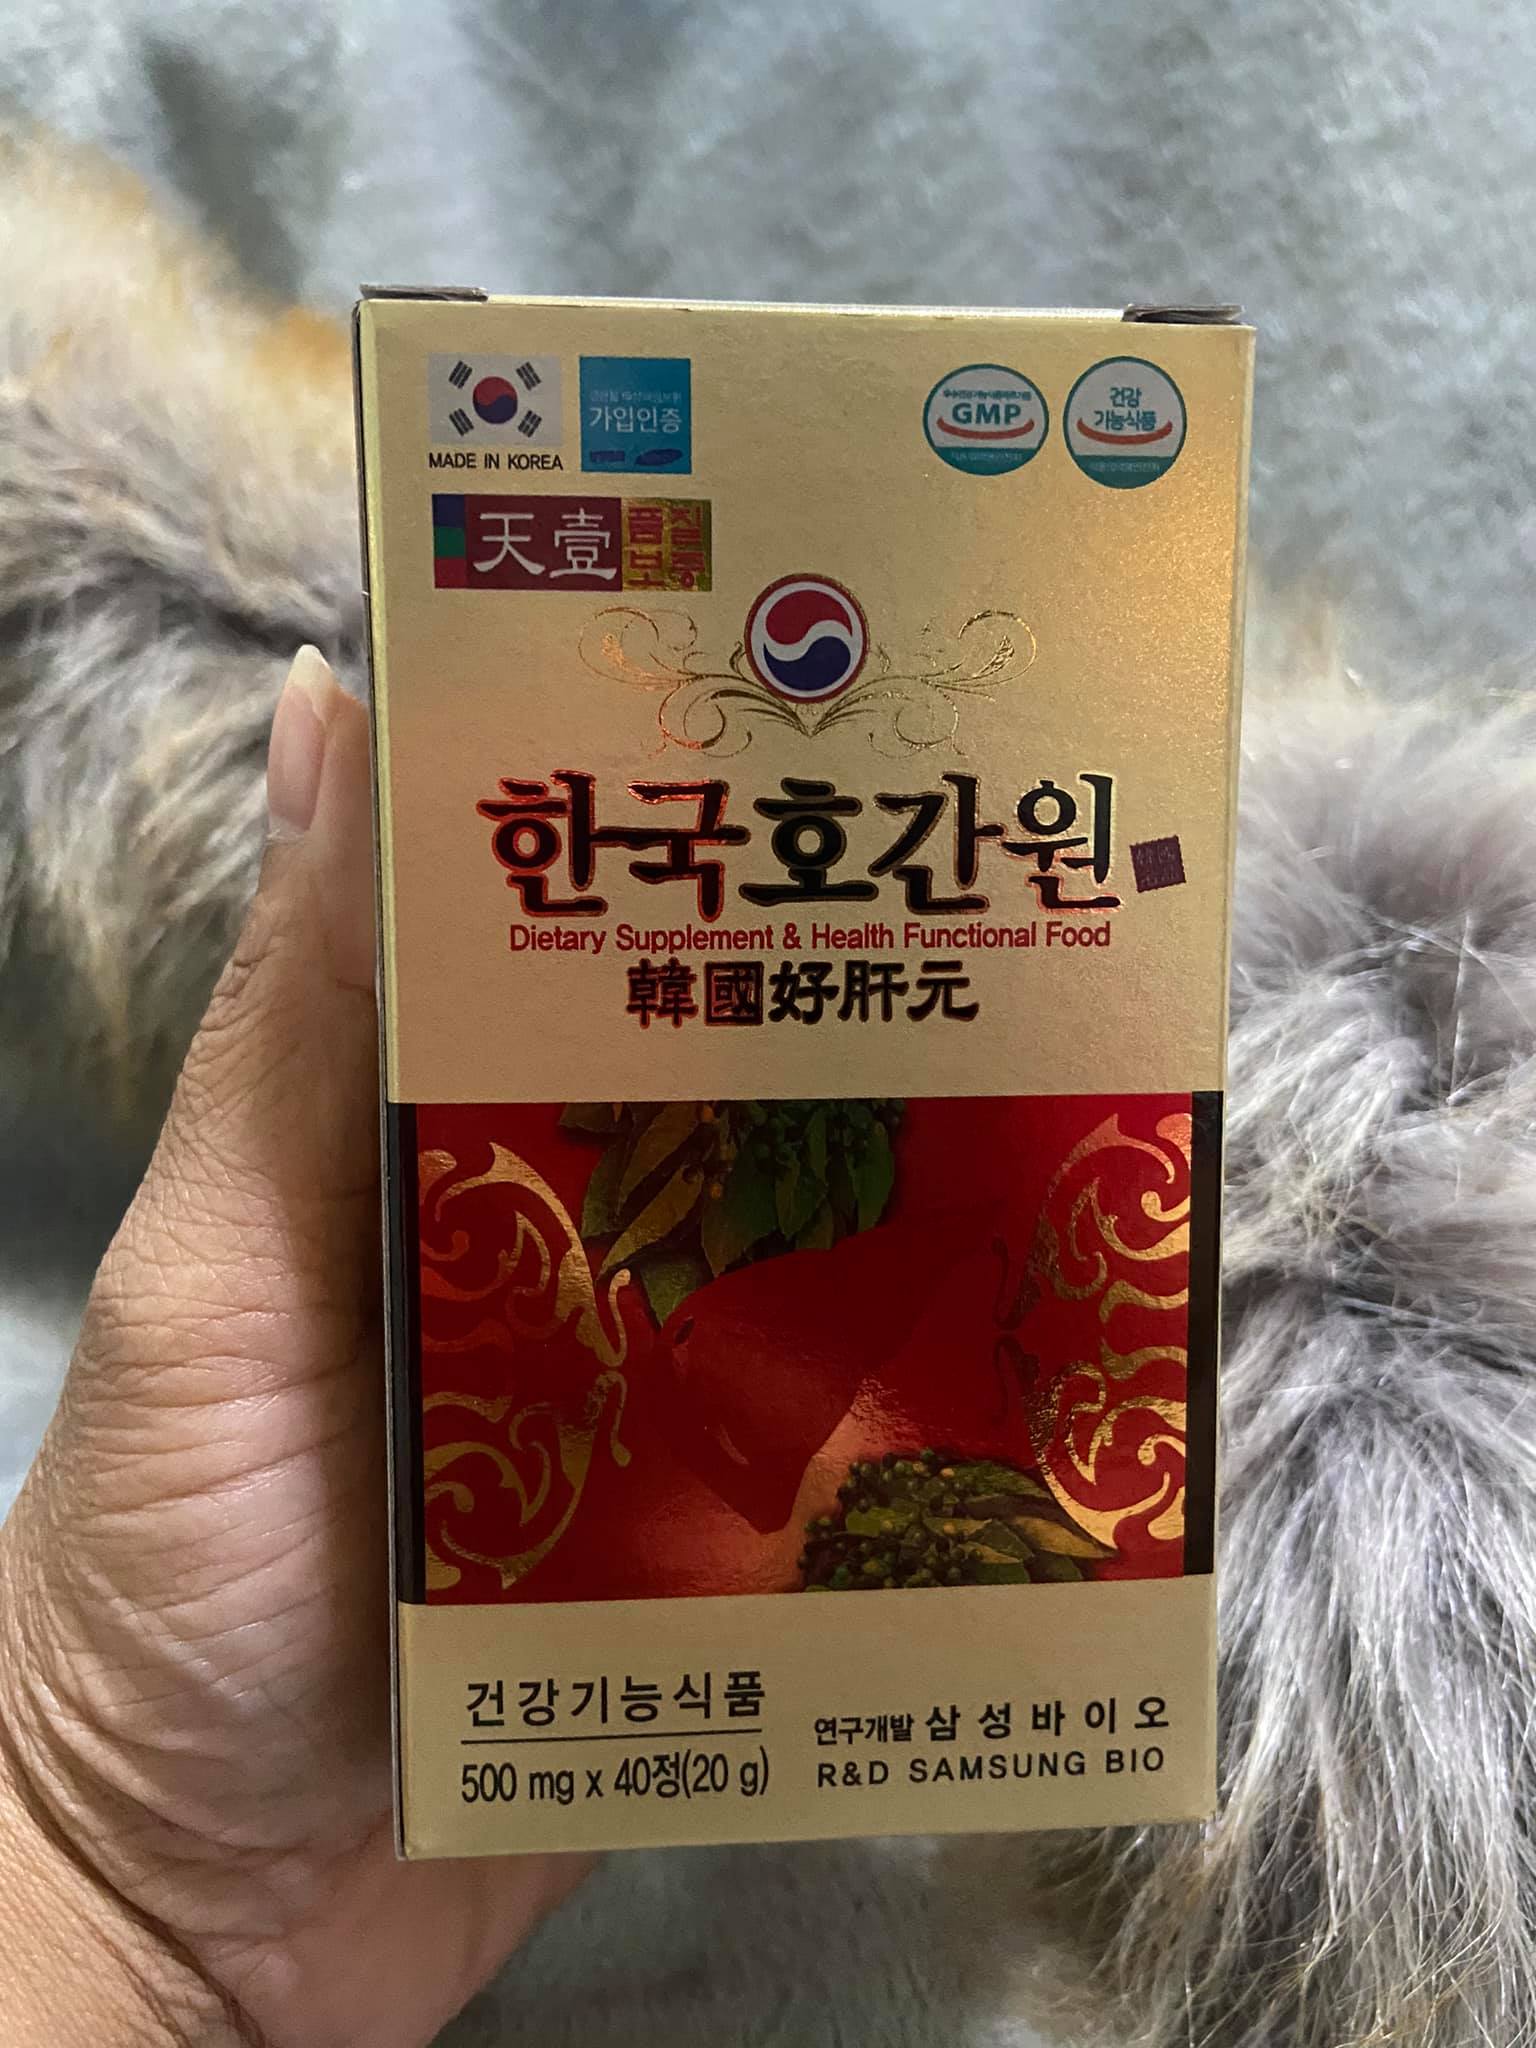 MADE IN KOREA
가입인증
GMP
건강
기능식품
天壹
품질
보증
한국호간원
Dietary Supplement & Health Functional Food
韓國好肝元
건강기능식품
500 mg x 40정(20 g)
연구개발 삼성바이오
R&D SAMSUNG BIO